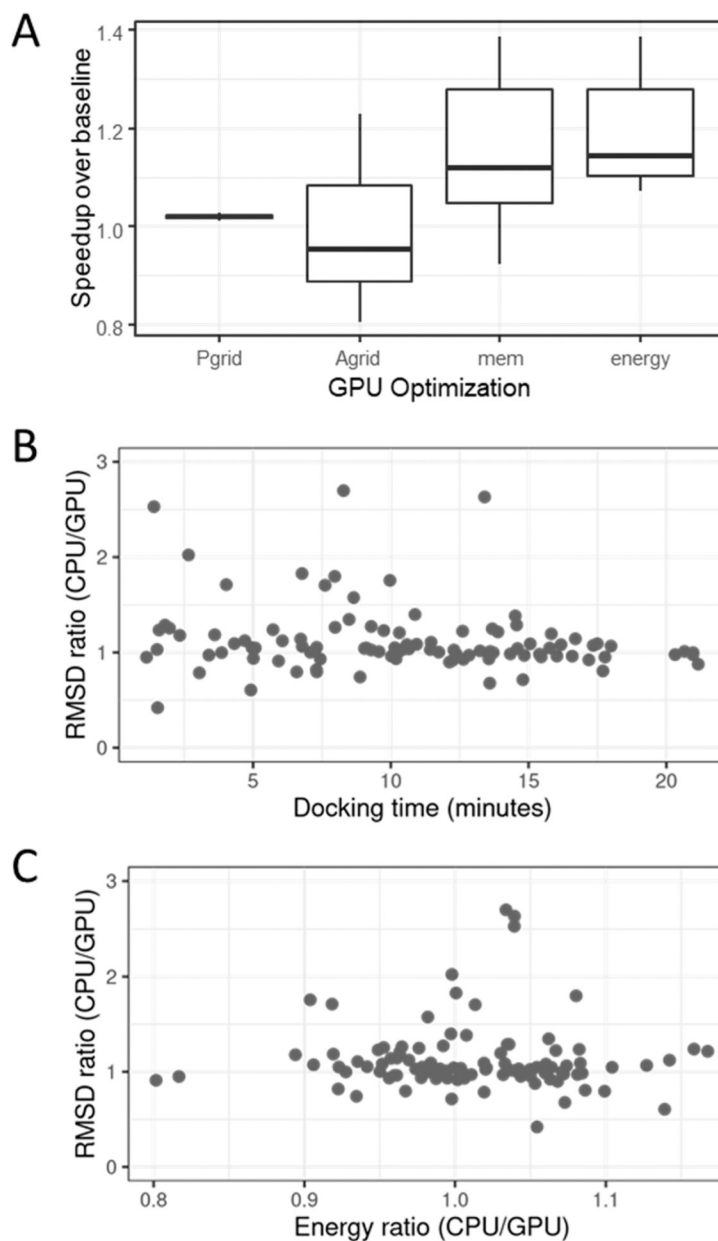 A
Speedup over baseline
1.4
1.2
1.0
0.8
Pgrid Agrid mem energy
GPU Optimization
B
RMSD ratio (CPU/GPU)
3
2
1
0
5 10 15 20
Docking time (minutes)
C
RMSD ratio (CPU/GPU)
3
2
1
0
0.8 0.9 1.0 1.1
Energy ratio (CPU/GPU)